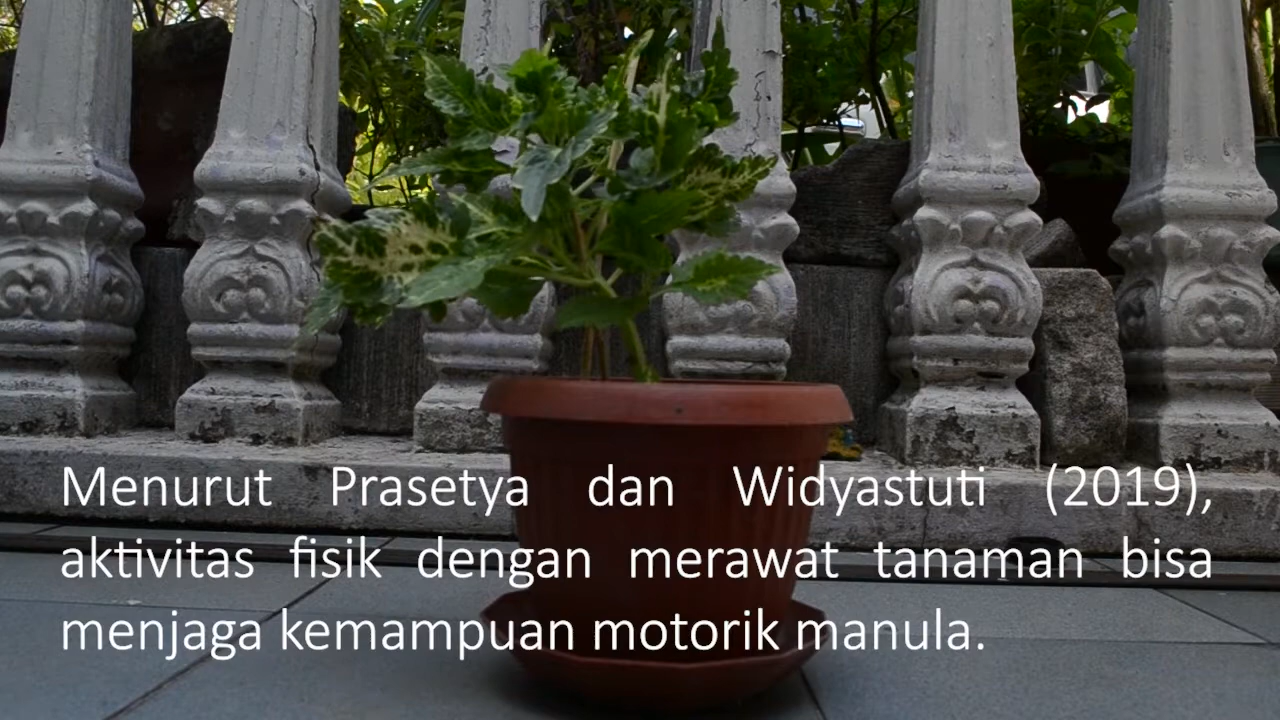 Menurut Prasetya dan Widyastuti (2019),
aktivitas fisik dengan merawat tanaman bisa
menjaga kemampuan motorik manula.